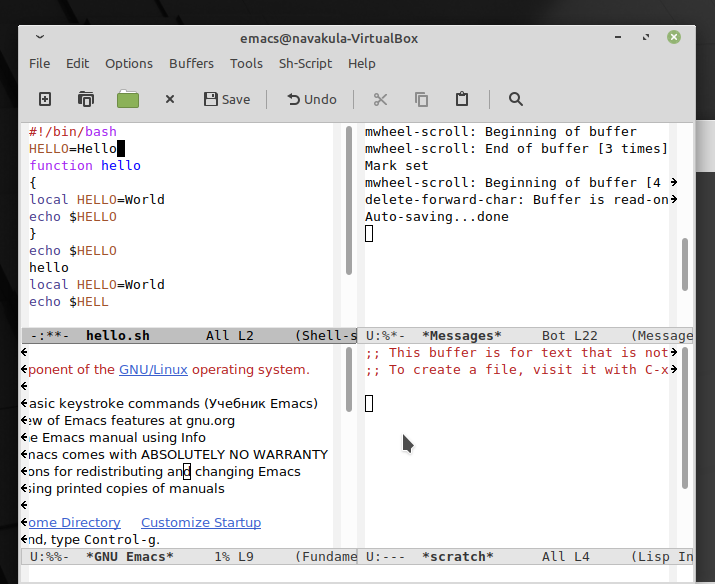 emacs@navakula-VirtualBox
File Edit Options Buffers Tools Sh-Script Help
Save Undo
#!/bin/bash
HELLO=Hello
function hello
{
local HELLO=World
echo $HELLO
}
echo $HELLO
hello
local HELLO=World
echo $HELL
-:**- hello.sh All L2 (Shell-s
mwheel-scroll: Beginning of buffer
mwheel-scroll: End of buffer [3 times]
Mark set
mwheel-scroll: Beginning of buffer [4
delete-forward-char: Buffer is read-on
Auto-saving...done
U:%*- *Messages* Bot L22 (Message
ponent of the GNU/Linux operating system.
asic keystroke commands (Учебник Emacs)
ew of Emacs features at gnu.org
e Emacs manual using Info
macs comes with ABSOLUTELY NO WARRANTY
ons for redistributing and changing Emacs
sing printed copies of manuals
ome Directory Customize Startup
nd, type Control-g.
U:%%- *GNU Emacs* 1% L9 (Fundame
;; This buffer is for text that is not
;; To create a file, visit it with C-x
U:--- *scratch* All L4 (Lisp In